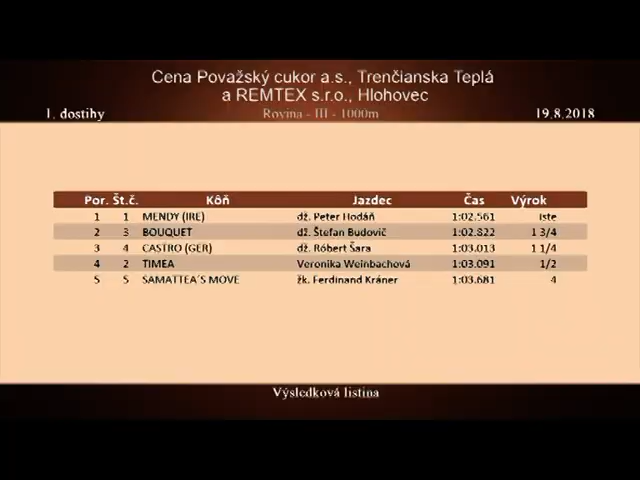 Cena Považský cukor a.s., Trenčianska Teplá
a REMTEX s.r.o., Hlohovec
1. dostihy Rovina - III - 1000m 19.8.2018
Por. Št.č. Kôň Jazdec Čas Výrok
1 1 MENDY (IRE) dž. Peter Hodáň 1:02.561 iste
2 3 BOUQUET dž. Štefan Budovič 1:02.822 1 3/4
3 4 CASTRO (GER) dž. Róbert Šara 1:03.013 1 1/4
4 2 TIMEA Veronika Weinbachová 1:03.091 1/2
5 5 SAMATTEA´S MOVE žk. Ferdinand Kráner 1:03.681 4
Výsledková listina